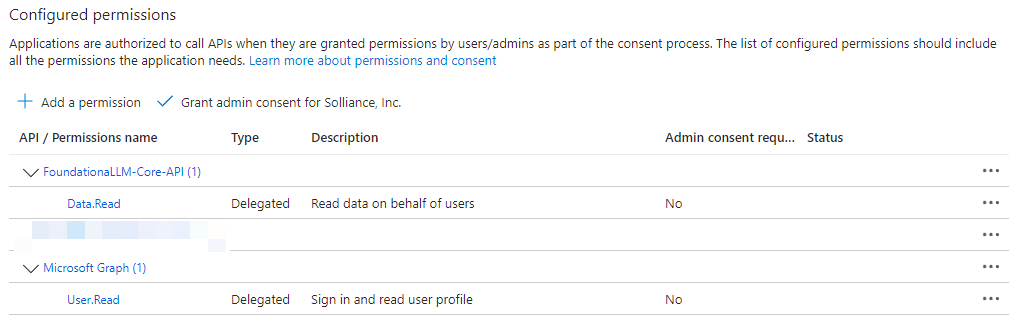 Configured permissions
Applications are authorized to call APIs when they are granted permissions by users/admins as part of the consent process. The list of configured permissions should include
all the permissions the application needs. Learn more about permissions and consent
Add a permission Grant admin consent for Solliance, Inc.
API / Permissions name Type Description Admin consent requ... Status
FoundationaLLM-Core-API (1)
Data.Read Delegated Read data on behalf of users No
Microsoft Graph (1)
User.Read Delegated Sign in and read user profile No